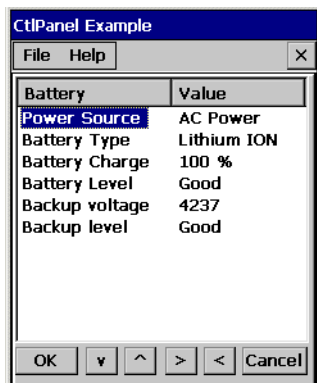 CtlPanel Example
File Help ×
Battery Value
Power Source AC Power
Battery Type Lithium ION
Battery Charge 100 %
Battery Level Good
Backup voltage 4237
Backup level Good
OK v ^ > < Cancel